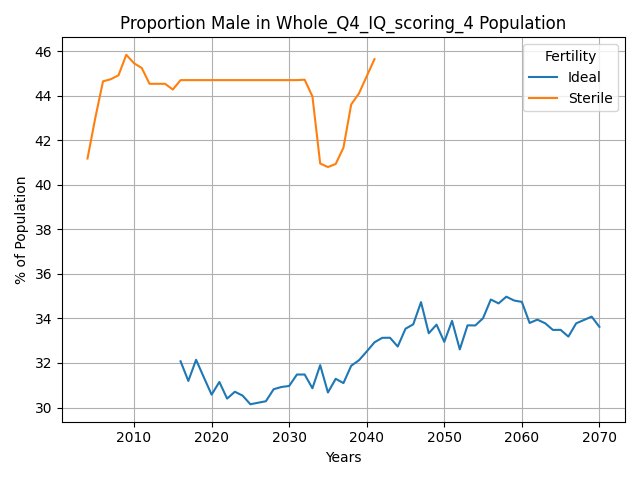 Proportion Male in Whole_Q4_IQ_scoring_4 Population
Fertility
Ideal
Sterile
% of Population
46
44
42
40
38
36
34
32
30
2010
2020
2030
2040
2050
2060
2070
Years